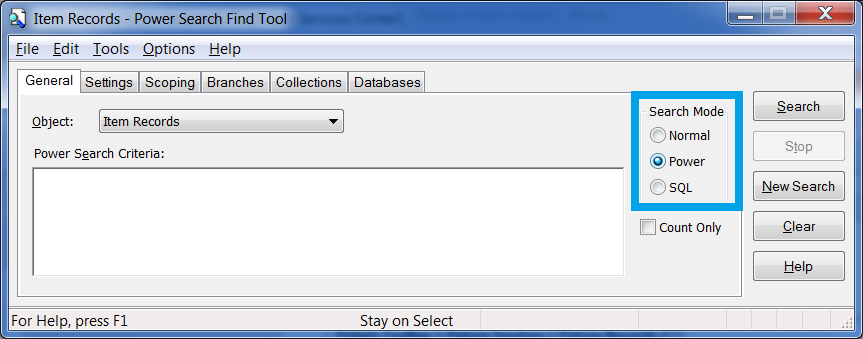 Item Records - Power Search Find Tool
File Edit Tools Options Help
General Settings Scoping Branches Collections Databases
Object: Item Records
Power Search Criteria:
Search Mode
Normal
Power
SQL
Count Only
Search
Stop
New Search
Clear
Help
For Help, press F1 Stay on Select